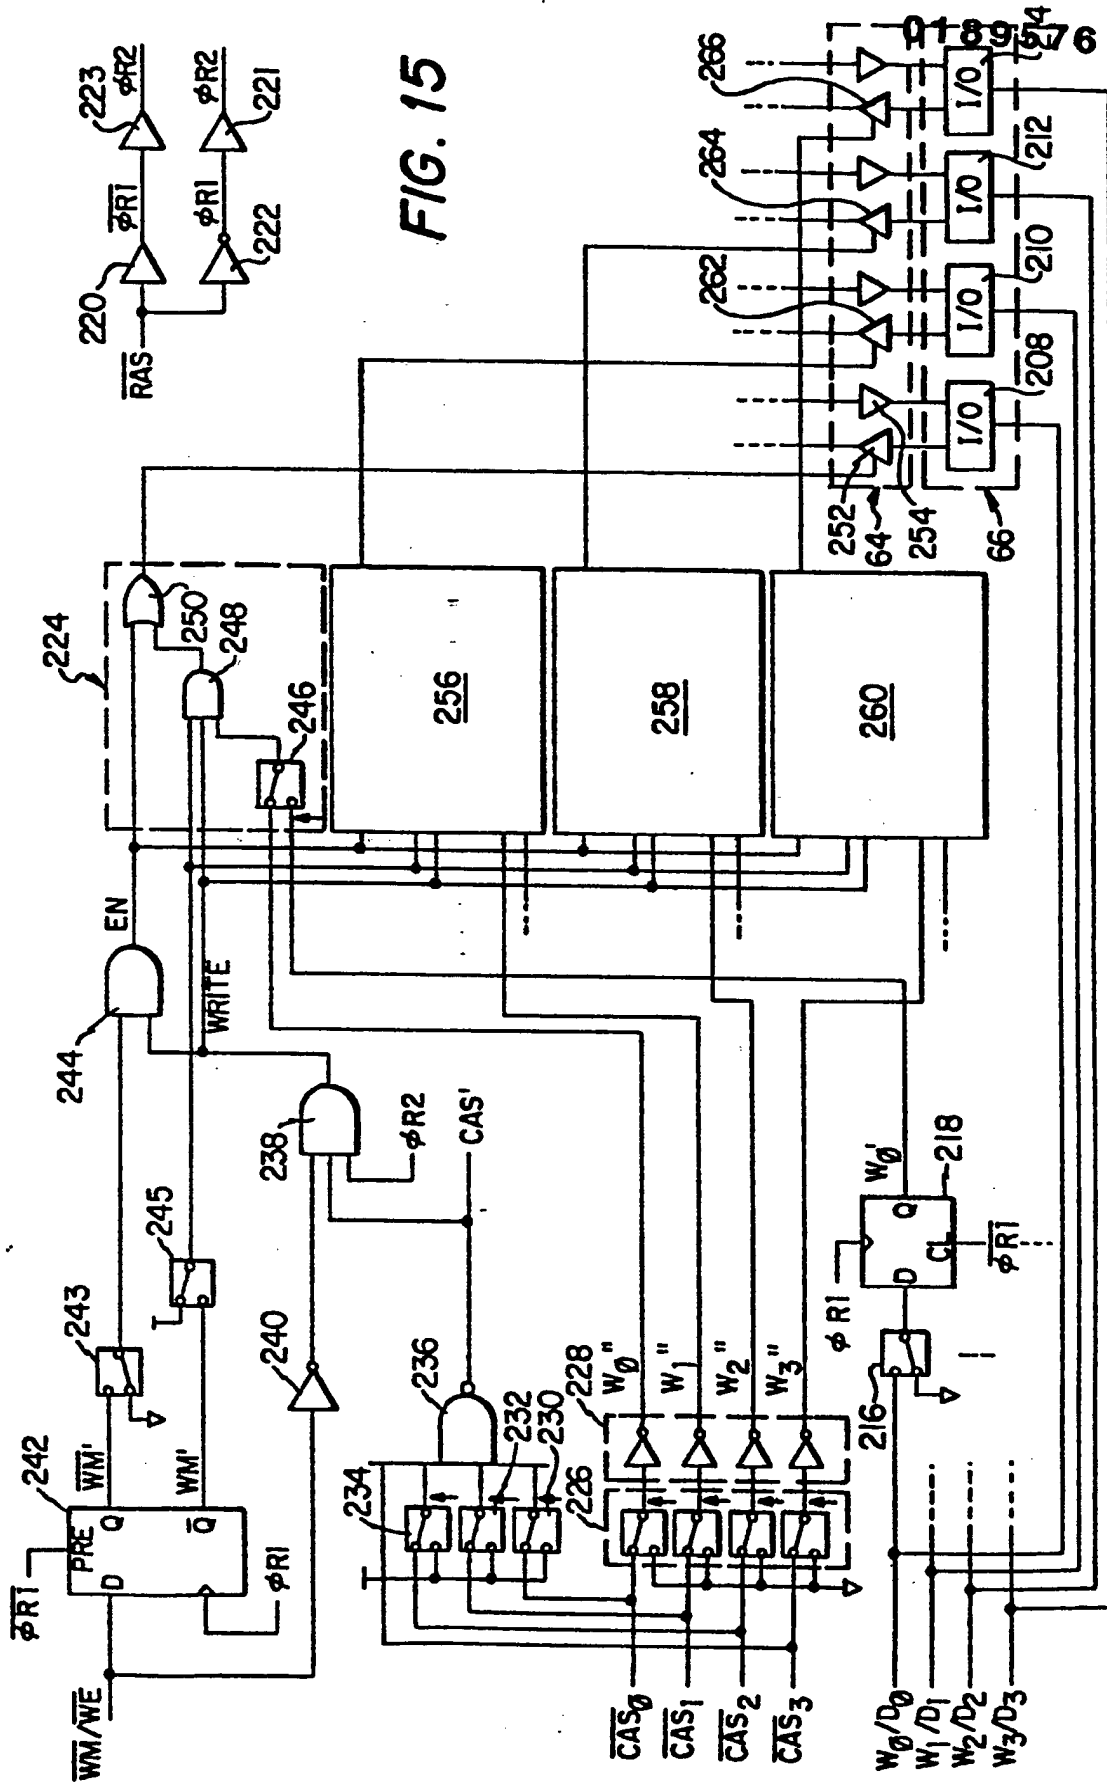 0189576
FIG. 15
RAS
220
φR1
223
φR2
222
φR1
221
φR2
WM/WE
φR1
242
PRE
D
Q
Q
WM'
WM'
φR1
243
245
244
EN
WRITE
240
238
φR2
CAS'
236
234
232
230
224
250
248
246
256
258
260
226
228
CAS0
CAS1
CAS2
CAS3
W0"
W1"
W2"
W3"
W0/D0
W1/D1
W2/D2
W3/D3
216
φR1
D
Q
CL
218
W0'
φR1
252
64
254
262
264
266
66
I/O
208
I/O
210
I/O
212
I/O